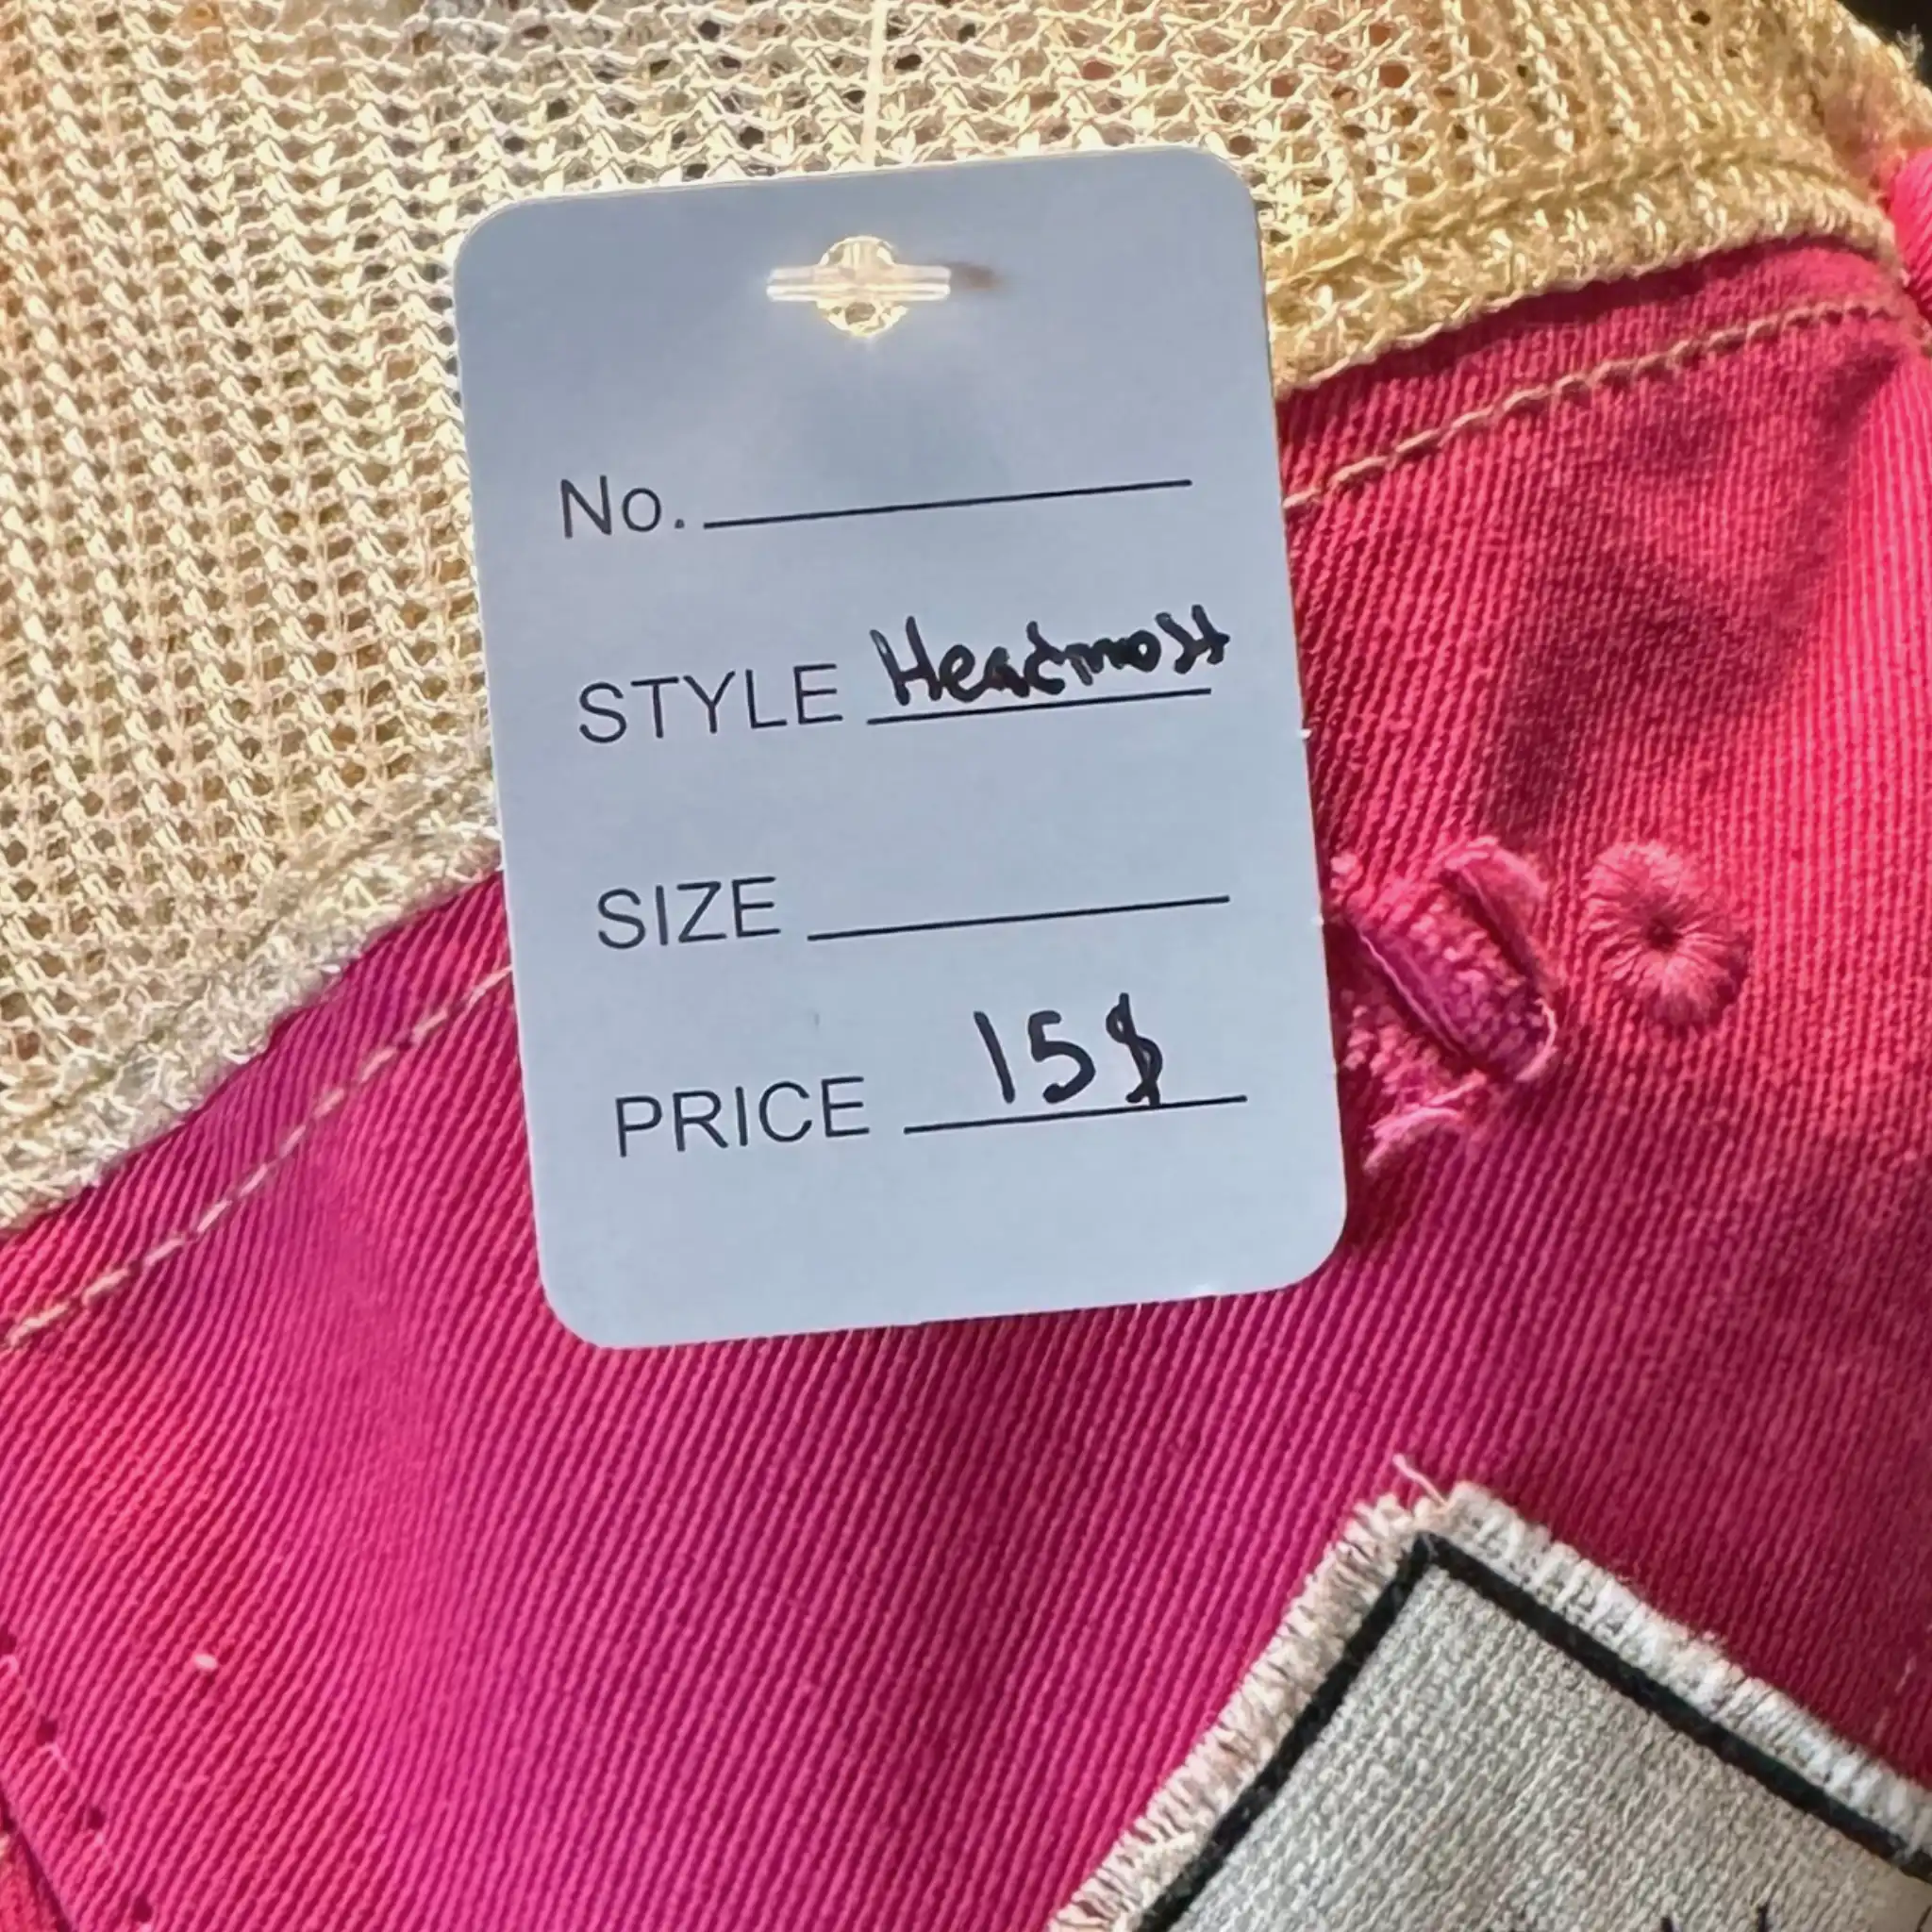 No.
STYLE Headmost
SIZE
PRICE 15$